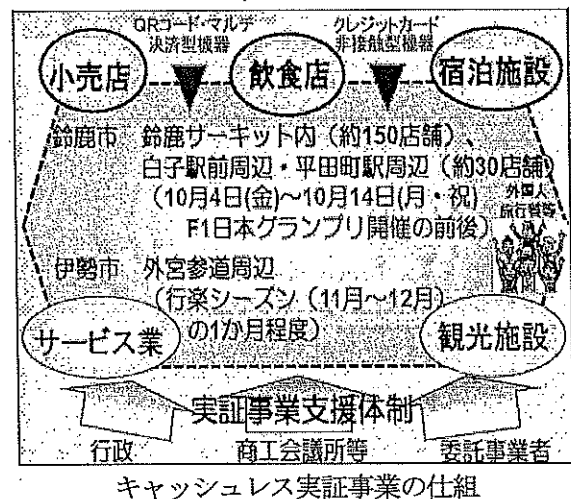 QRコード・マルチ
決済型機器
クレジットカード
非接触型機器
小売店
飲食店
宿泊施設
鈴鹿市 鈴鹿サーキット内（約150店舗）、
白子駅前周辺・平田町駅周辺（約30店舗）
（10月4日(金)～10月14日(月・祝)
F1日本グランプリ開催の前後）
外国人
旅行者等
伊勢市 外宮参道周辺
（行楽シーズン（11月～12月）
の1か月程度）
サービス業
観光施設
実証事業支援体制
行政
商工会議所等
委託事業者
キャッシュレス実証事業の仕組